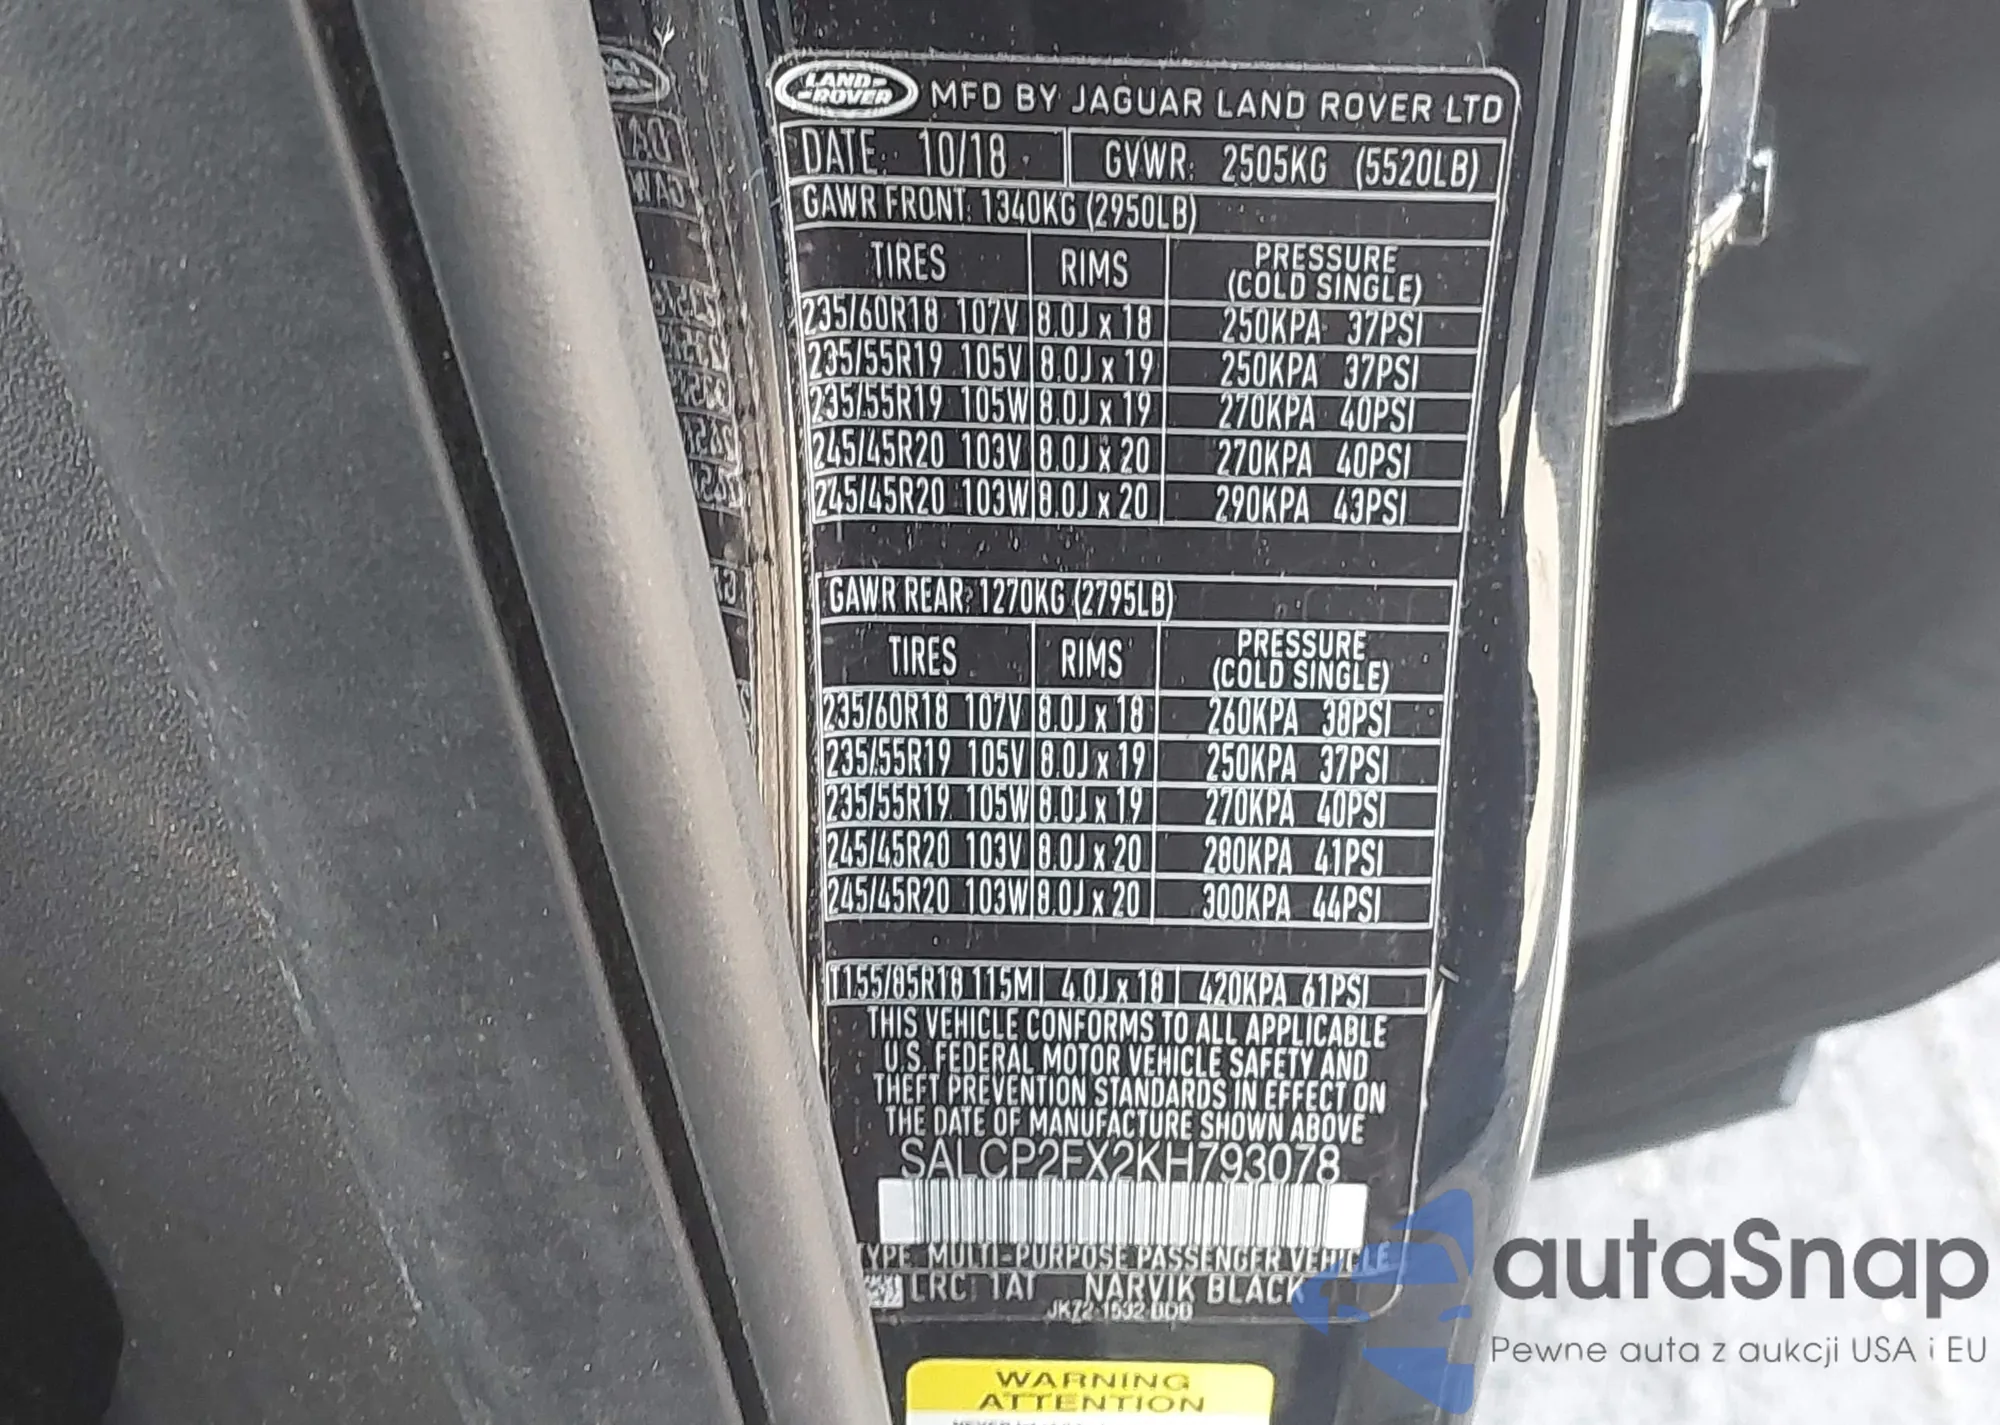 LAND-ROVER MFD BY JAGUAR LAND ROVER LTD
DATE: 10/18 GVWR: 2505KG (5520LB)
GAWR FRONT: 1340KG (2950LB)
TIRES RIMS PRESSURE (COLD SINGLE)
235/60R18 107V 8.0J x 18 250KPA 37PSI
235/55R19 105V 8.0J x 19 250KPA 37PSI
235/55R19 105W 8.0J x 19 270KPA 40PSI
245/45R20 103V 8.0J x 20 270KPA 40PSI
245/45R20 103W 8.0J x 20 290KPA 43PSI
GAWR REAR: 1270KG (2795LB)
TIRES RIMS PRESSURE (COLD SINGLE)
235/60R18 107V 8.0J x 18 260KPA 38PSI
235/55R19 105V 8.0J x 19 250KPA 37PSI
235/55R19 105W 8.0J x 19 270KPA 40PSI
245/45R20 103V 8.0J x 20 280KPA 41PSI
245/45R20 103W 8.0J x 20 300KPA 44PSI
T155/85R18 115M 4.0J x 18 420KPA 61PSI
THIS VEHICLE CONFORMS TO ALL APPLICABLE
U.S. FEDERAL MOTOR VEHICLE SAFETY AND
THEFT PREVENTION STANDARDS IN EFFECT ON
THE DATE OF MANUFACTURE SHOWN ABOVE
SALCP2FX2KH793078
TYPE MULTI-PURPOSE PASSENGER VEHICLE
LRC: 1AT NARVIK BLACK
WARNING
ATTENTION
autaSnap
Pewne auta z aukcji USA i EU